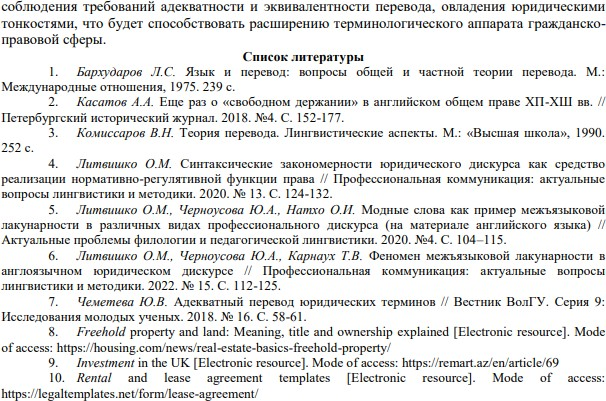 соблюдения требований адекватности и эквивалентности перевода, овладения юридическими
тонкостями, что будет способствовать расширению терминологического аппарата гражданско-
правовой сферы.
Список литературы
1. Бархударов Л.С. Язык и перевод: вопросы общей и частной теории перевода. М.:
Международные отношения, 1975. 239 с.
2. Касатов А.А. Еще раз о «свободном держании» в английском общем праве ХП-ХШ вв. //
Петербургский исторический журнал. 2018. №4. С. 152-177.
3. Комиссаров В.Н. Теория перевода. Лингвистические аспекты. М.: «Высшая школа», 1990.
252 с.
4. Литвишко О.М. Синтаксические закономерности юридического дискурса как средство
реализации нормативно-регулятивной функции права // Профессиональная коммуникация: актуальные
вопросы лингвистики и методики. 2020. № 13. С. 124-132.
5. Литвишко О.М., Черноусова Ю.А., Натхо О.И. Модные слова как пример межъязыковой
лакунарности в различных видах профессионального дискурса (на материале английского языка) //
Актуальные проблемы филологии и педагогической лингвистики. 2020. №4. С. 104–115.
6. Литвишко О.М., Черноусова Ю.А., Карнаух Т.В. Феномен межъязыковой лакунарности в
англоязычном юридическом дискурсе // Профессиональная коммуникация: актуальные вопросы
лингвистики и методики. 2022. № 15. С. 112-125.
7. Чеметева Ю.В. Адекватный перевод юридических терминов // Вестник ВолГУ. Серия 9:
Исследования молодых ученых. 2018. № 16. С. 58-61.
8. Freehold property and land: Meaning, title and ownership explained [Electronic resource]. Mode
of access: https://housing.com/news/real-estate-basics-freehold-property/
9. Investment in the UK [Electronic resource]. Mode of access: https://remart.az/en/article/69
10. Rental and lease agreement templates [Electronic resource]. Mode of access:
https://legaltemplates.net/form/lease-agreement/